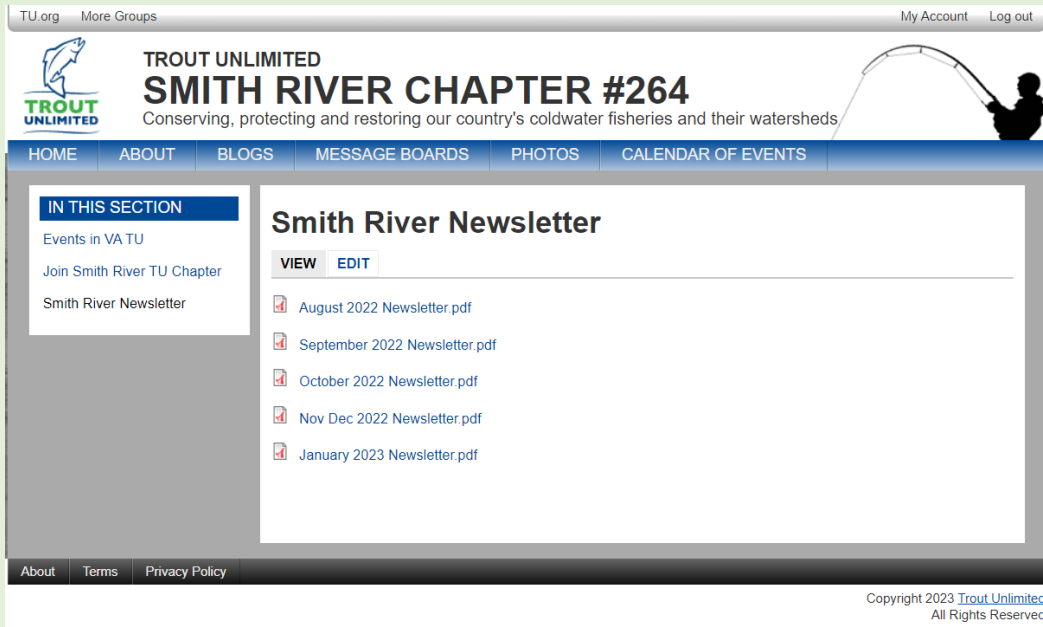 TU.org More Groups My Account Log out
TROUT UNLIMITED
TROUT UNLIMITED
SMITH RIVER CHAPTER #264
Conserving, protecting and restoring our country's coldwater fisheries and their watersheds
HOME ABOUT BLOGS MESSAGE BOARDS PHOTOS CALENDAR OF EVENTS
IN THIS SECTION
Events in VA TU
Join Smith River TU Chapter
Smith River Newsletter
Smith River Newsletter
VIEW EDIT
August 2022 Newsletter.pdf
September 2022 Newsletter.pdf
October 2022 Newsletter.pdf
Nov Dec 2022 Newsletter.pdf
January 2023 Newsletter.pdf
About Terms Privacy Policy
Copyright 2023 Trout Unlimited
All Rights Reserved